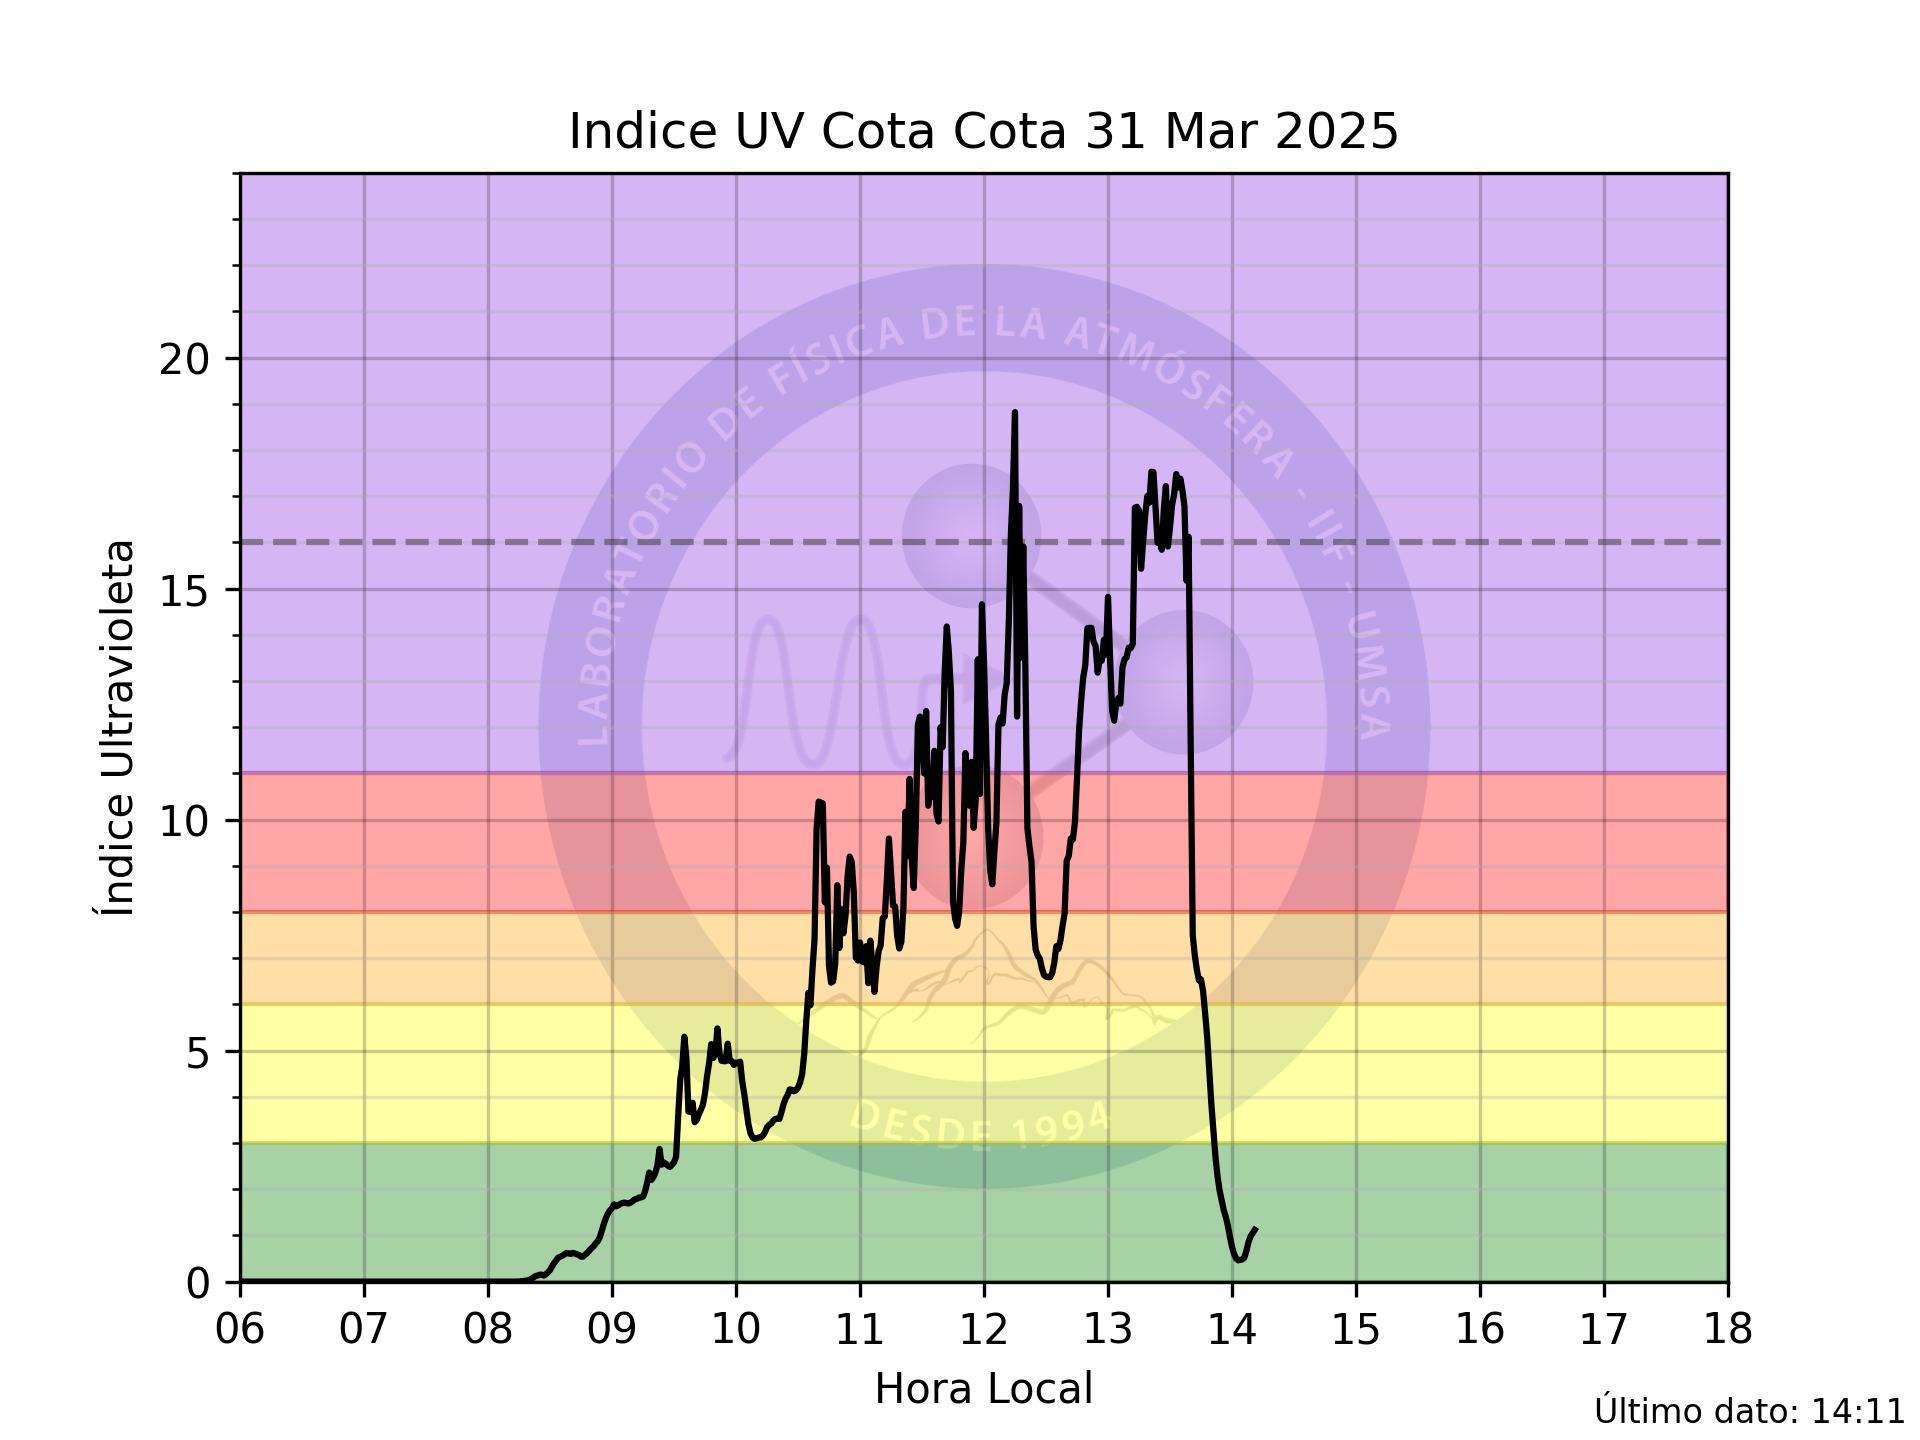 Indice UV Cota Cota 31 Mar 2025
LABORATORIO DE FÍSICA DE LA ATMÓSFERA - IIF - UMSA
DESDE 1994
Índice Ultravioleta
20
15
10
5
0
06 07 08 09 10 11 12 13 14 15 16 17 18
Hora Local
Último dato: 14:11